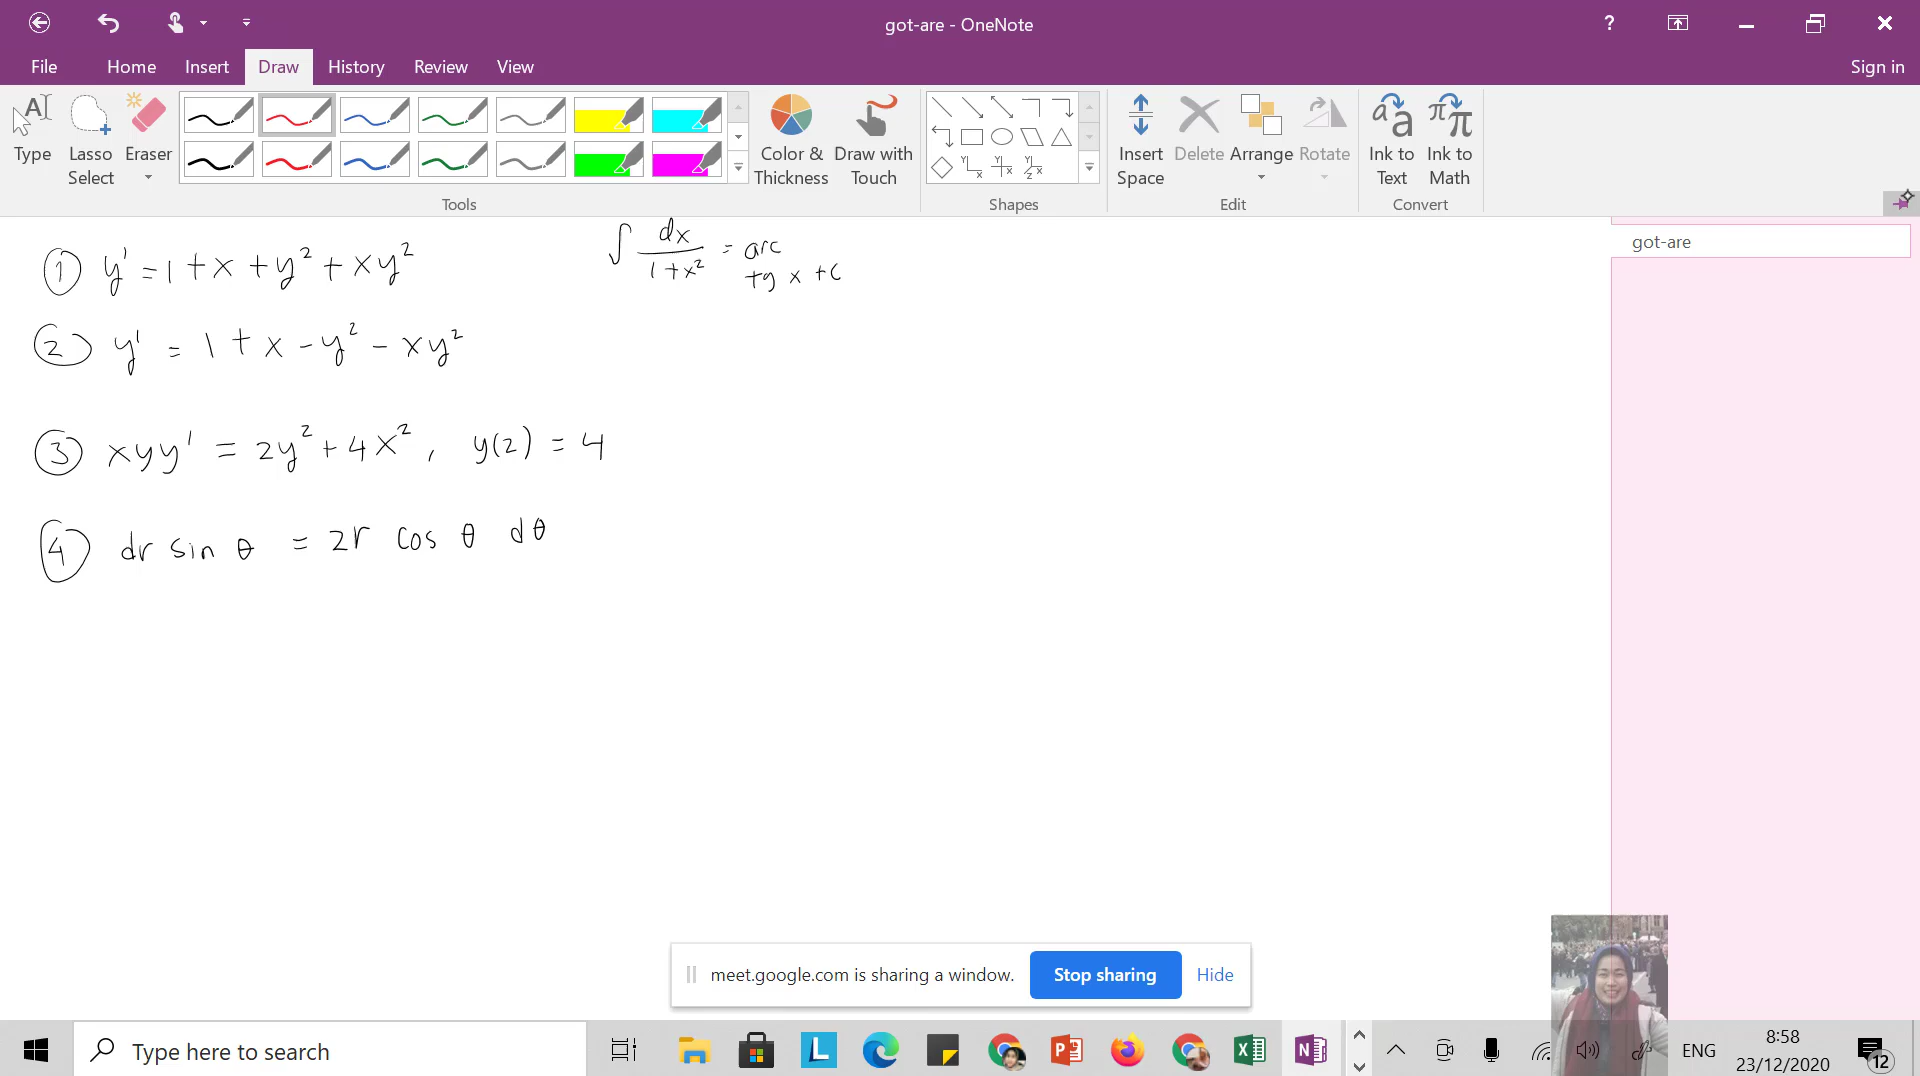 got-are - OneNote
?
File Home Insert Draw History Review View
Sign in
Type
Lasso Select
Eraser
Color & Thickness
Draw with Touch
Insert Space
Delete
Arrange
Rotate
Ink to Text
Ink to Math
Tools
Shapes
Edit
Convert
got-are
∫ dx / 1+x² = arc tg x + C
① y' = 1 + x + y² + xy²
② y' = 1 + x - y² - xy²
③ xyy' = 2y² + 4x², y(2) = 4
④ dr sin θ = 2r cos θ dθ
meet.google.com is sharing a window.
Stop sharing
Hide
Type here to search
ENG
8:58
23/12/2020
12